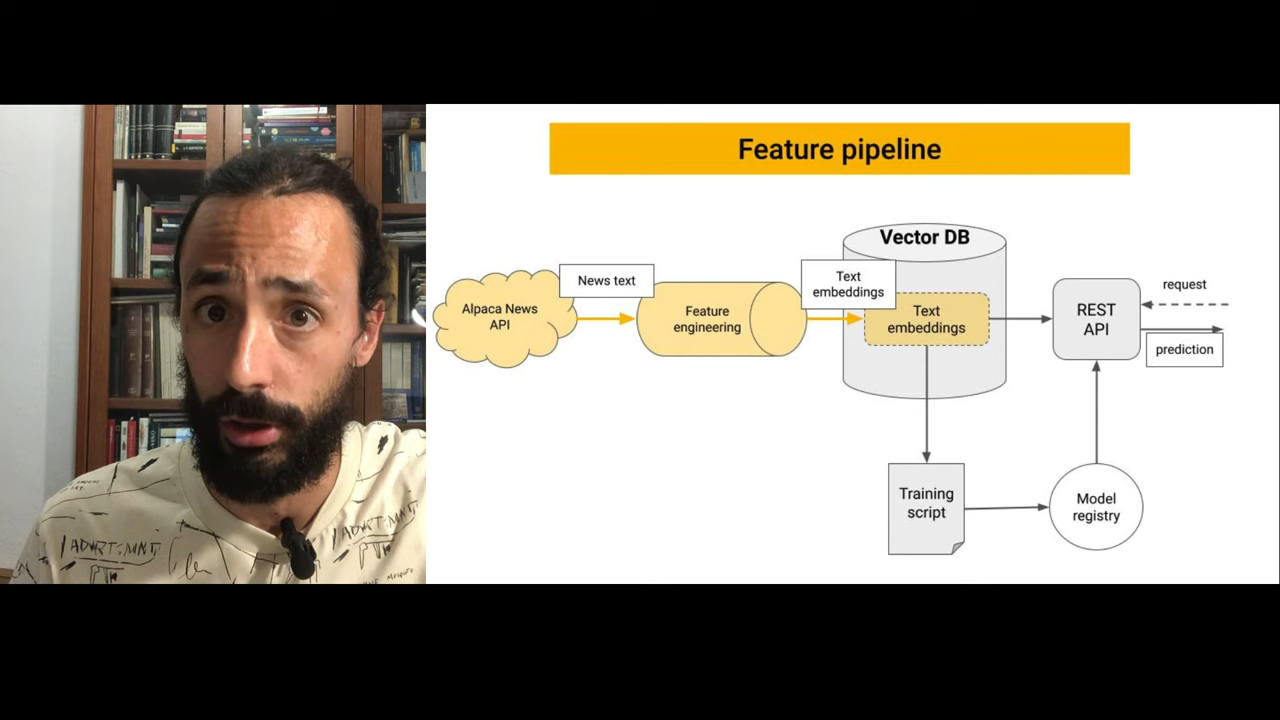 Feature pipeline
Vector DB
News text
Text
embeddings
Alpaca News
API
Feature
engineering
Text
embeddings
REST
API
request
prediction
Training
script
Model
registry